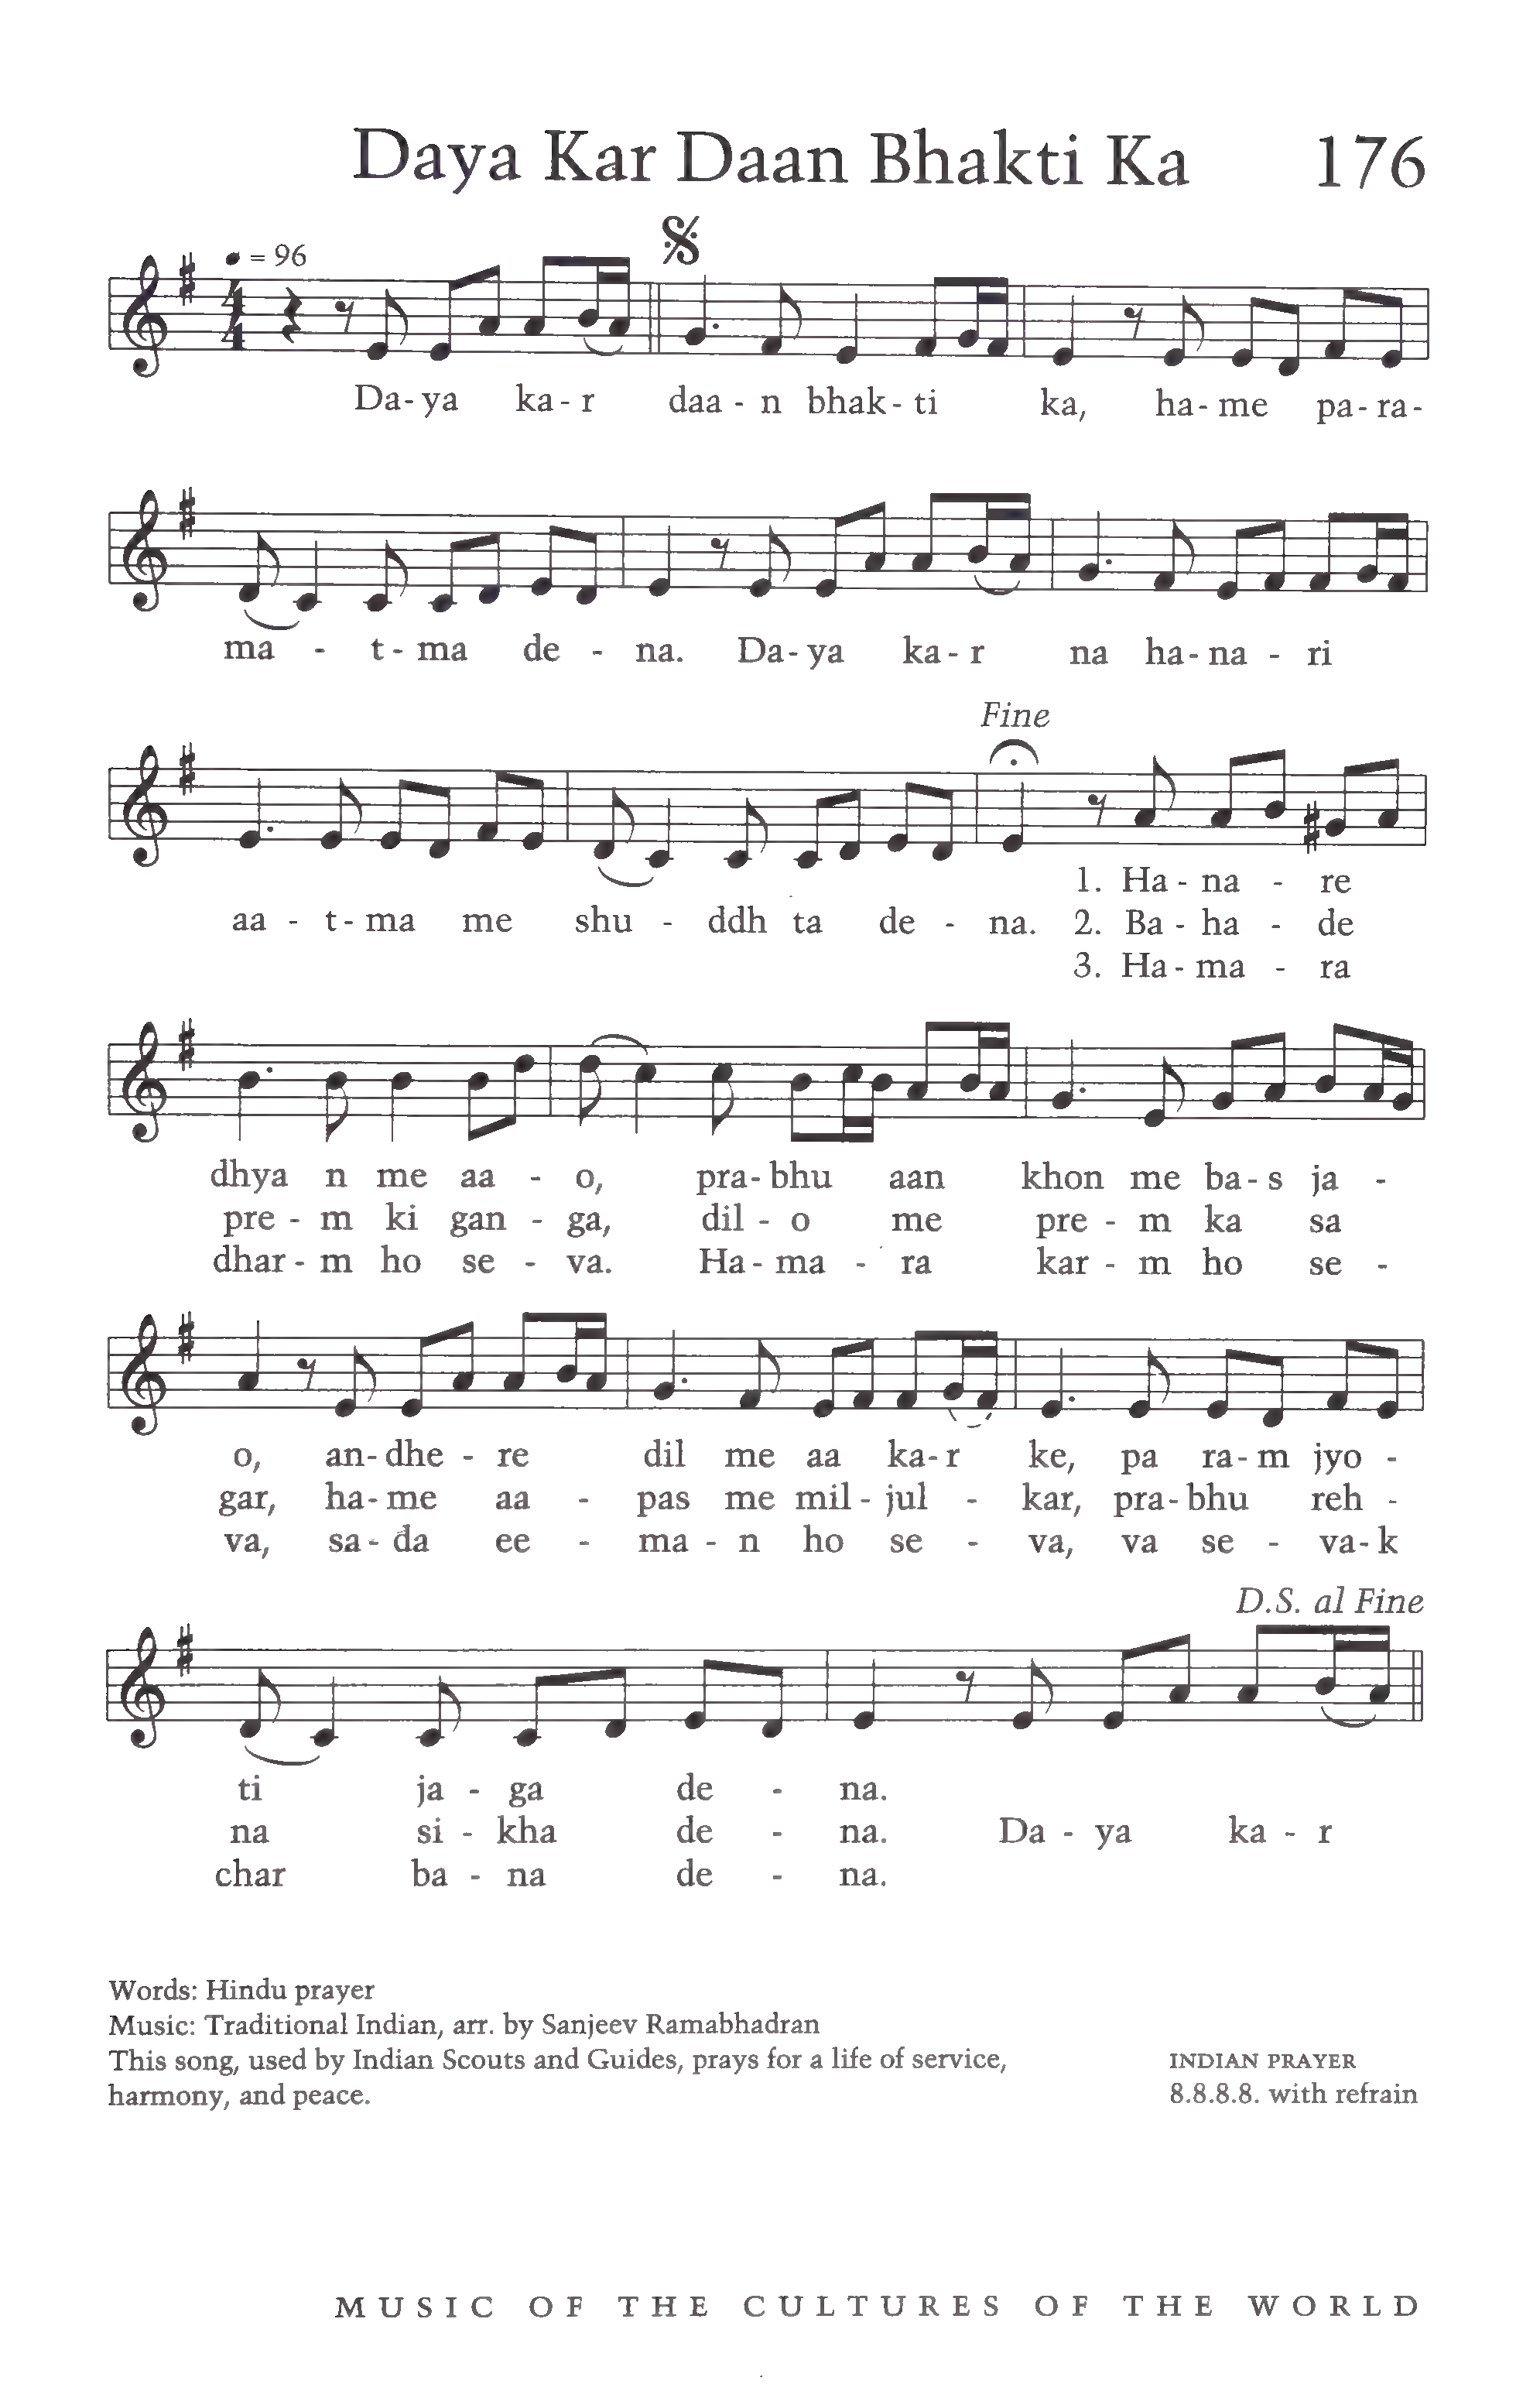 Daya Kar Daan Bhakti Ka 176
= 96
Da-ya ka-r daa-n bhak-ti ka, ha-me pa-ra-
ma - t-ma de - na. Da-ya ka-r na ha-na-ri
Fine
1. Ha-na - re
aa - t-ma me shu - ddh ta de - na. 2. Ba-ha - de
3. Ha-ma - ra
dhya n me aa - o, pra-bhu aan khon me ba-s ja -
pre-m ki gan - ga, dil-o me pre-m ka sa
dhar-m ho se - va. Ha-ma - ra kar-m ho se -
o, an-dhe - re dil me aa ka-r ke, pa ra-m jyo -
gar, ha-me aa - pas me mil-jul - kar, pra-bhu reh -
va, sa-da ee - ma-n ho se - va, va se - va-k
D.S. al Fine
ti ja - ga de - na.
na si - kha de - na. Da - ya ka - r
char ba - na de - na.
Words: Hindu prayer
Music: Traditional Indian, arr. by Sanjeev Ramabhadran
This song, used by Indian Scouts and Guides, prays for a life of service, INDIAN PRAYER
harmony, and peace. 8.8.8.8. with refrain
MUSIC OF THE CULTURES OF THE WORLD